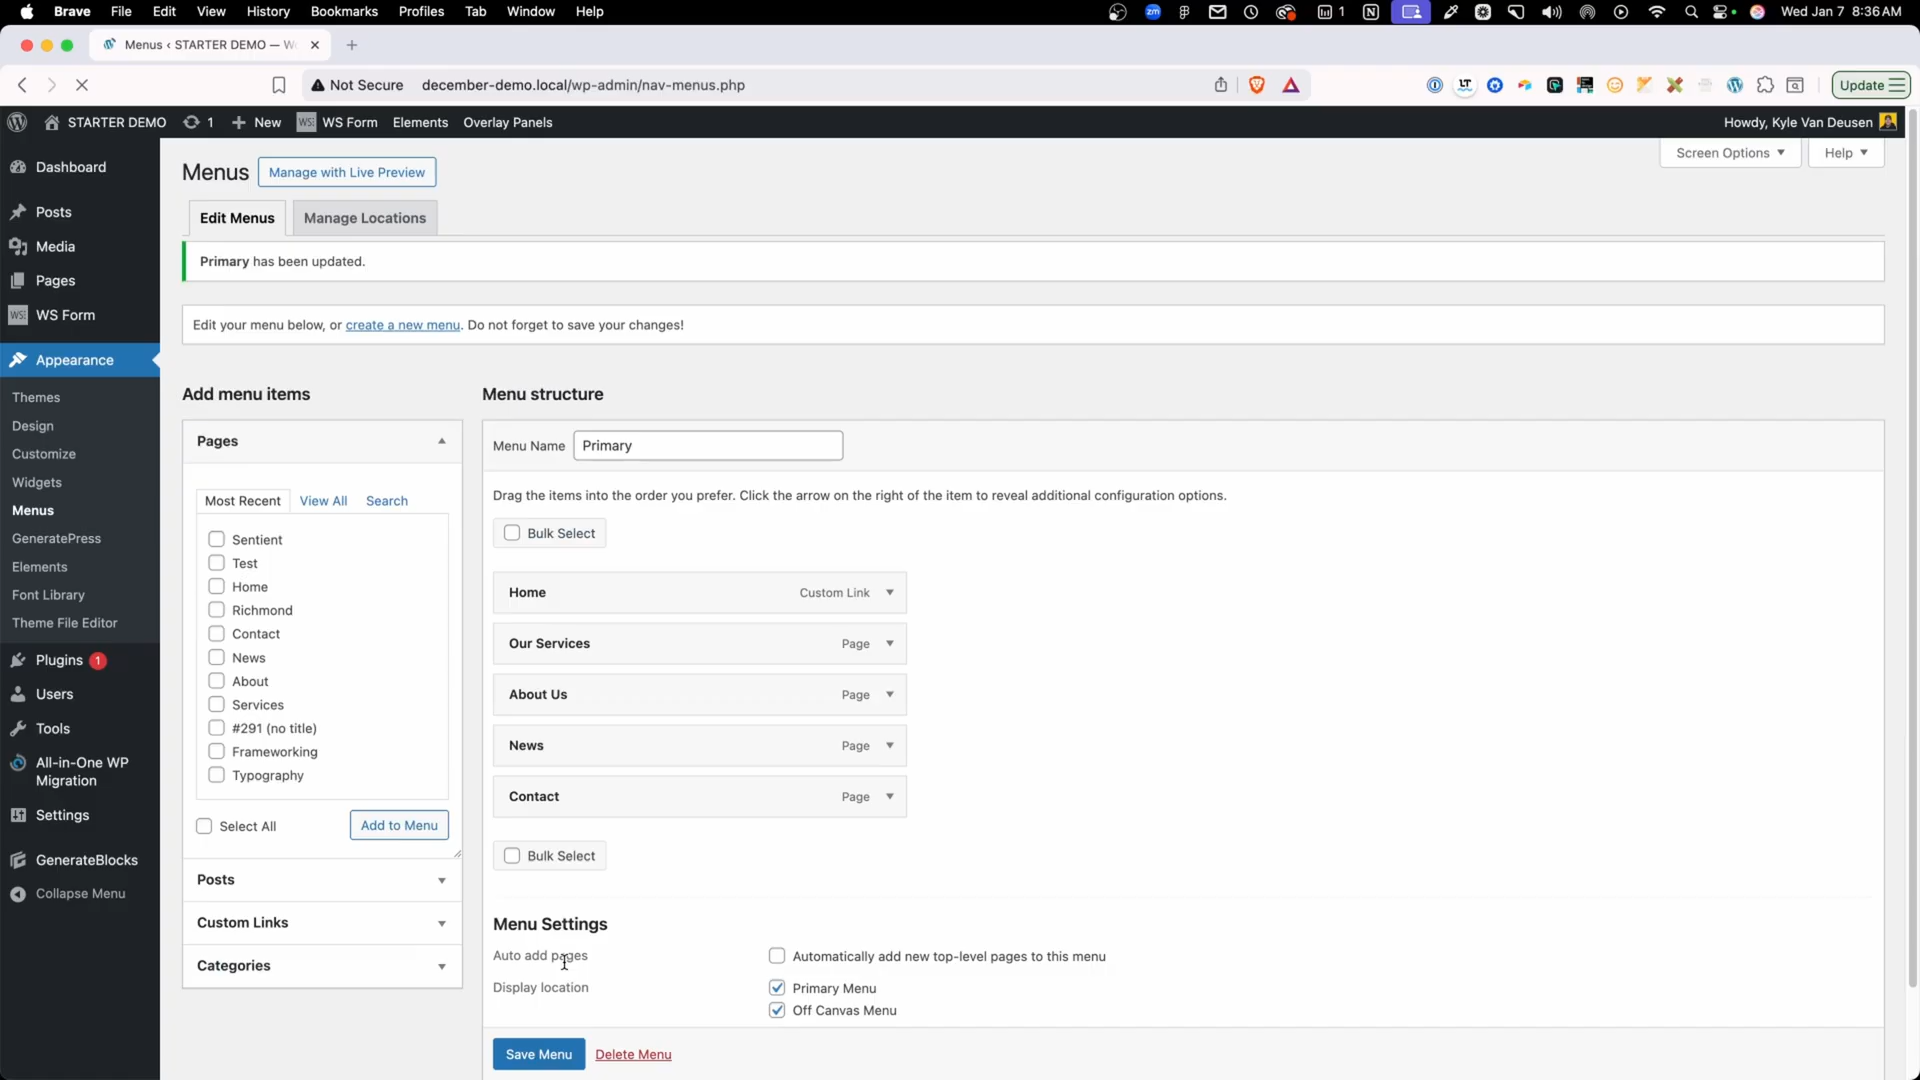 Brave File Edit View History Bookmarks Profiles Tab Window Help 1 Wed Jan 7 8:36 AM
Menus ‹ STARTER DEMO — W
Not Secure december-demo.local/wp-admin/nav-menus.php Update
STARTER DEMO 1 New WS Form Elements Overlay Panels Howdy, Kyle Van Deusen
Screen Options Help
Dashboard
Posts
Media
Pages
WS Form
Appearance
Themes
Design
Customize
Widgets
Menus
GeneratePress
Elements
Font Library
Theme File Editor
Plugins 1
Users
Tools
All-in-One WP
Migration
Settings
GenerateBlocks
Collapse Menu
Menus Manage with Live Preview
Edit Menus Manage Locations
Primary has been updated.
Edit your menu below, or create a new menu. Do not forget to save your changes!
Add menu items
Pages
Most Recent View All Search
Sentient
Test
Home
Richmond
Contact
News
About
Services
#291 (no title)
Frameworking
Typography
Select All Add to Menu
Posts
Custom Links
Categories
Menu structure
Menu Name Primary
Drag the items into the order you prefer. Click the arrow on the right of the item to reveal additional configuration options.
Bulk Select
Home Custom Link
Our Services Page
About Us Page
News Page
Contact Page
Bulk Select
Menu Settings
Auto add pages Automatically add new top-level pages to this menu
Display location Primary Menu
Off Canvas Menu
Save Menu Delete Menu